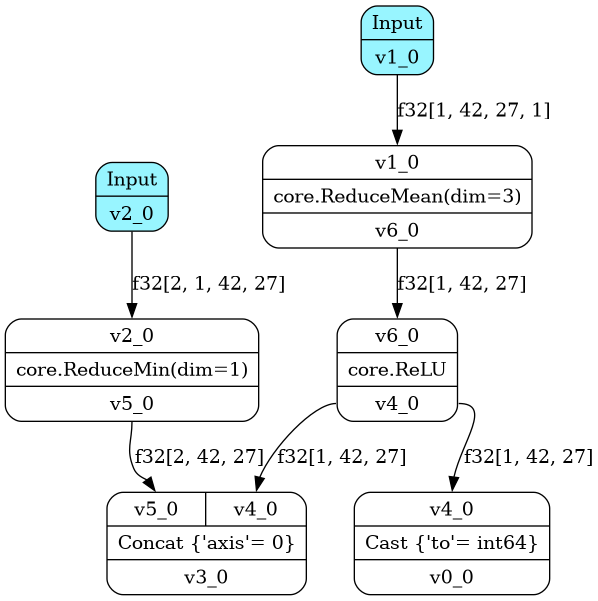 Input
v1_0
f32[1, 42, 27, 1]
v1_0
core.ReduceMean(dim=3)
v6_0
Input
v2_0
f32[2, 1, 42, 27]
f32[1, 42, 27]
v2_0
core.ReduceMin(dim=1)
v5_0
v6_0
core.ReLU
v4_0
f32[2, 42, 27]
f32[1, 42, 27]
f32[1, 42, 27]
v5_0 v4_0
Concat {'axis'= 0}
v3_0
v4_0
Cast {'to'= int64}
v0_0